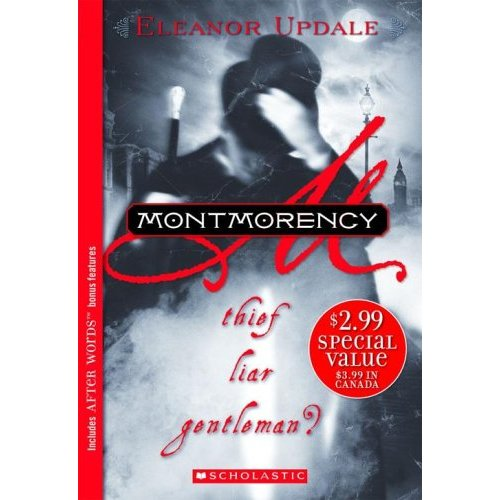 ELEANOR UPDALE
M
MONTMORENCY
thief
liar
gentleman?
$2.99
SPECIAL
VALUE
$3.99 IN
CANADA
Includes AFTER WORDS™ bonus features
SCHOLASTIC